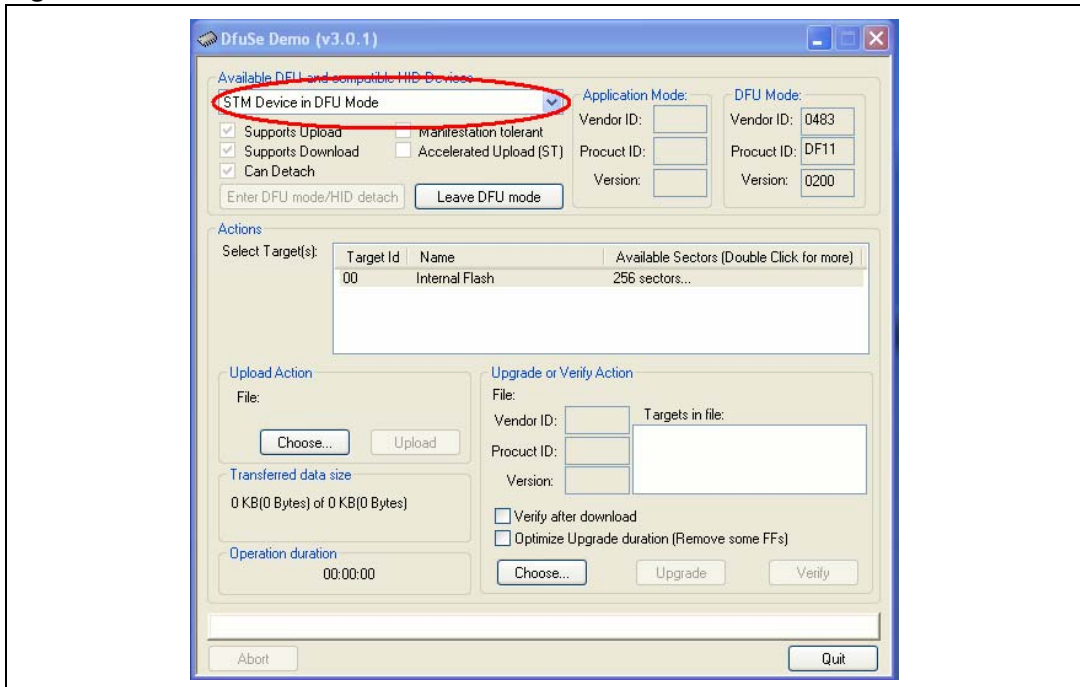 DfuSe Demo (v3.0.1)
Available DFU and compatible HID Devices
STM Device in DFU Mode
Supports Upload
Manifestation tolerant
Supports Download
Accelerated Upload (ST)
Can Detach
Enter DFU mode/HID detach
Leave DFU mode
Application Mode:
Vendor ID:
Procuct ID:
Version:
DFU Mode:
Vendor ID: 0483
Procuct ID: DF11
Version: 0200
Actions
Select Target(s):
Target Id Name Available Sectors (Double Click for more)
00 Internal Flash 256 sectors...
Upload Action
File:
Choose... Upload
Transferred data size
0 KB(0 Bytes) of 0 KB(0 Bytes)
Operation duration
00:00:00
Upgrade or Verify Action
File:
Vendor ID:
Procuct ID:
Version:
Targets in file:
Verify after download
Optimize Upgrade duration (Remove some FFs)
Choose... Upgrade Verify
Abort Quit